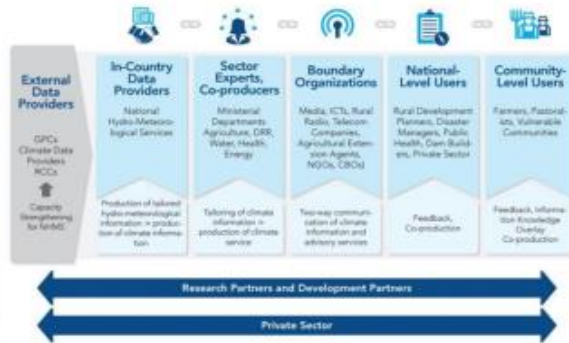 External
Data
Providers
GPCs
Climate Data
Providers
RCCs
Capacity
Strengthening
for NHMS
In-Country
Data
Providers
National
Hydro-Meteoro-
logical Services
Production of tailored
hydro-meteorological
information = produc-
tion of climate informa-
tion
Sector
Experts,
Co-producers
Ministerial
Departments
Agriculture, DRR,
Water, Health,
Energy
Tailoring of climate
information =
production of climate
service
Boundary
Organizations
Media, ICTs, Rural
Radio, Telecom
Companies,
Agricultural Exten-
sion Agents,
NGOs, CBOs)
Two-way communi-
cation of climate
information and
advisory services
National-
Level Users
Rural Development
Planners, Disaster
Managers, Public
Health, Dam Build-
ers, Private Sector
Feedback,
Co-production
Community-
Level Users
Farmers, Pastoral-
ists, Vulnerable
Communities
Feedback, Informa-
tion Knowledge
Overlay
Co-production
Research Partners and Development Partners
Private Sector